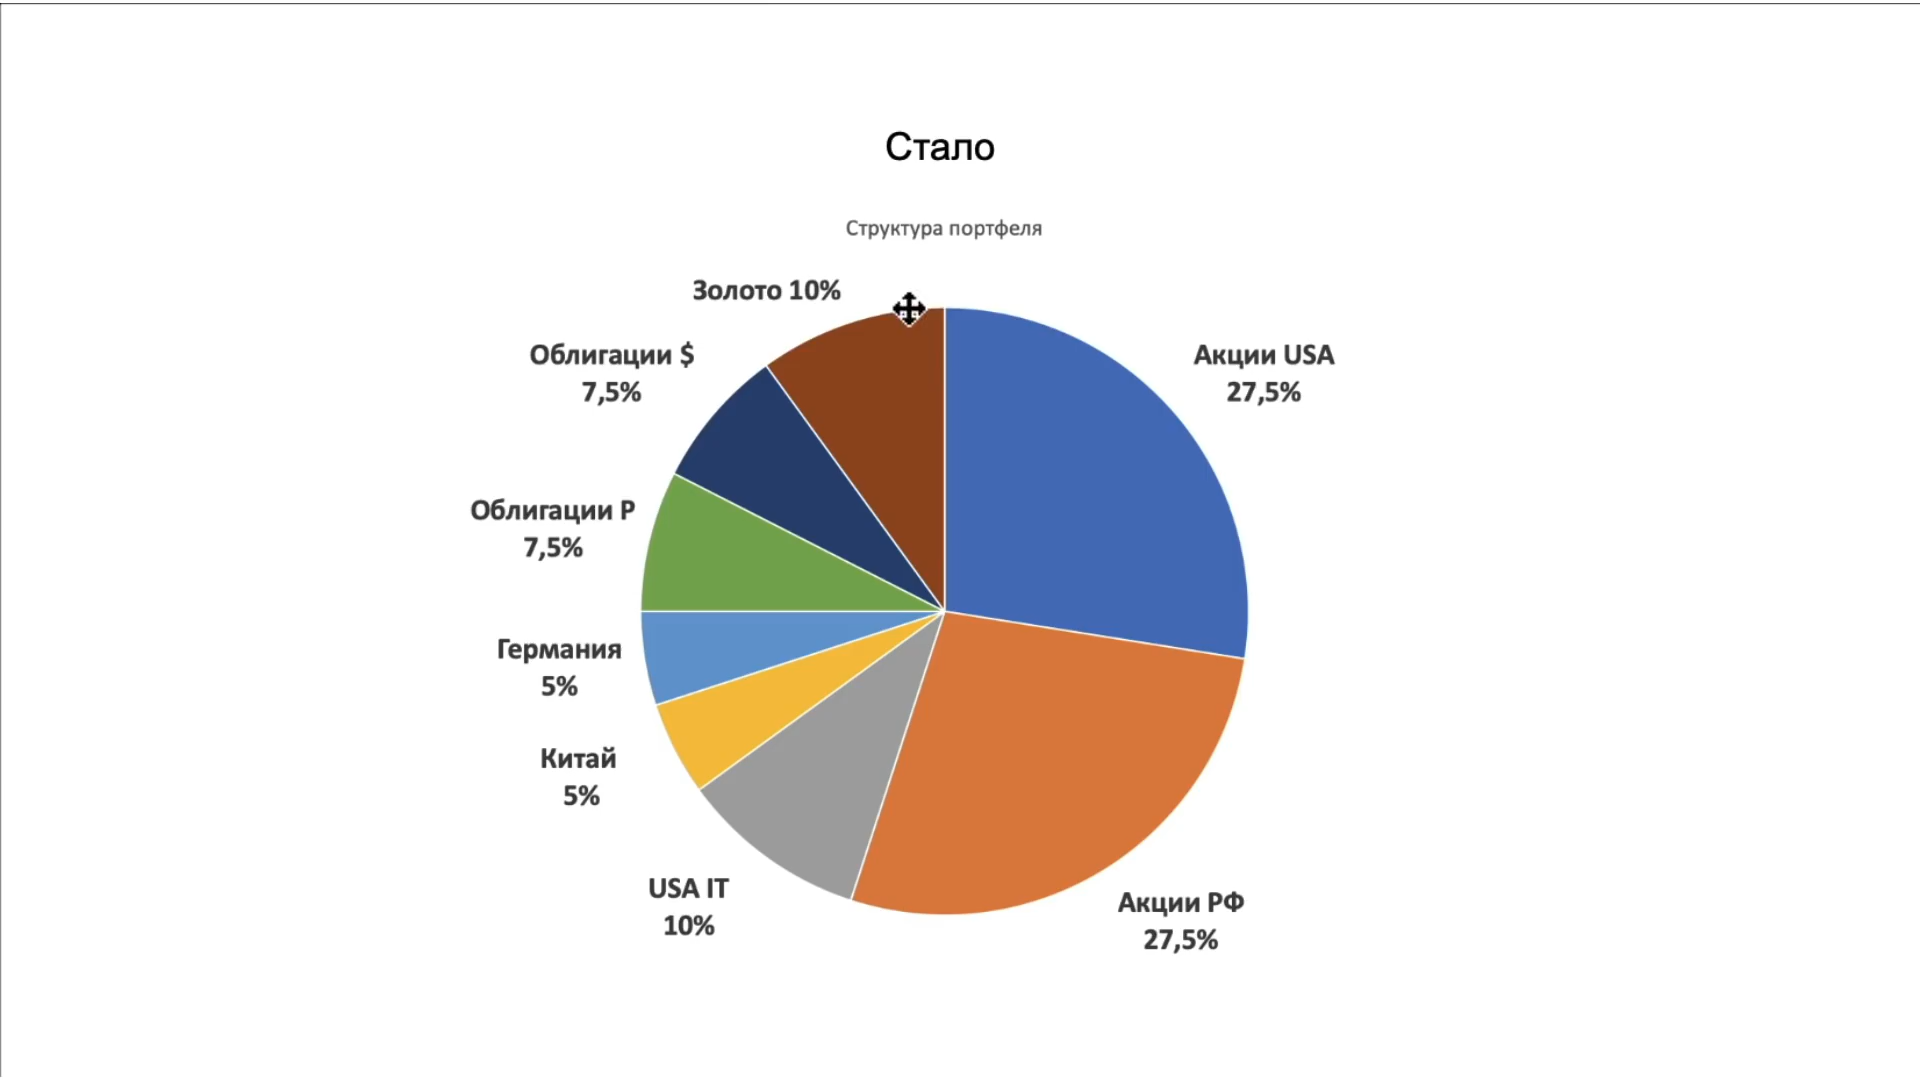 Стало
Структура портфеля
Золото 10%
Облигации $
7,5%
Акции USA
27,5%
Облигации Р
7,5%
Германия
5%
Китай
5%
USA IT
10%
Акции РФ
27,5%